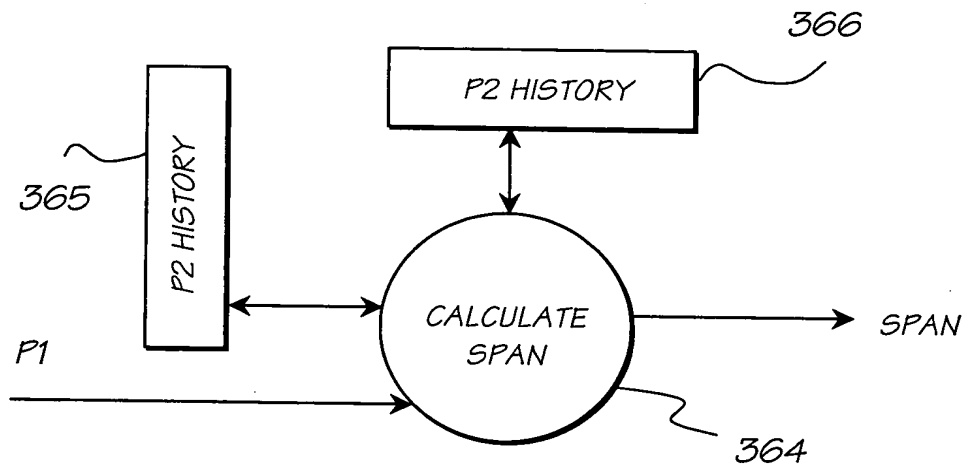 366
P2 HISTORY
365
P2 HISTORY
CALCULATE
SPAN
SPAN
P1
364